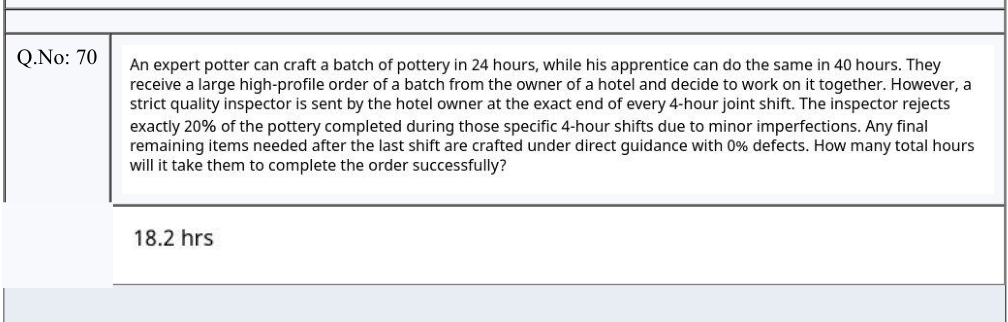 Q.No: 70
An expert potter can craft a batch of pottery in 24 hours, while his apprentice can do the same in 40 hours. They
receive a large high-profile order of a batch from the owner of a hotel and decide to work on it together. However, a
strict quality inspector is sent by the hotel owner at the exact end of every 4-hour joint shift. The inspector rejects
exactly 20% of the pottery completed during those specific 4-hour shifts due to minor imperfections. Any final
remaining items needed after the last shift are crafted under direct guidance with 0% defects. How many total hours
will it take them to complete the order successfully?
18.2 hrs